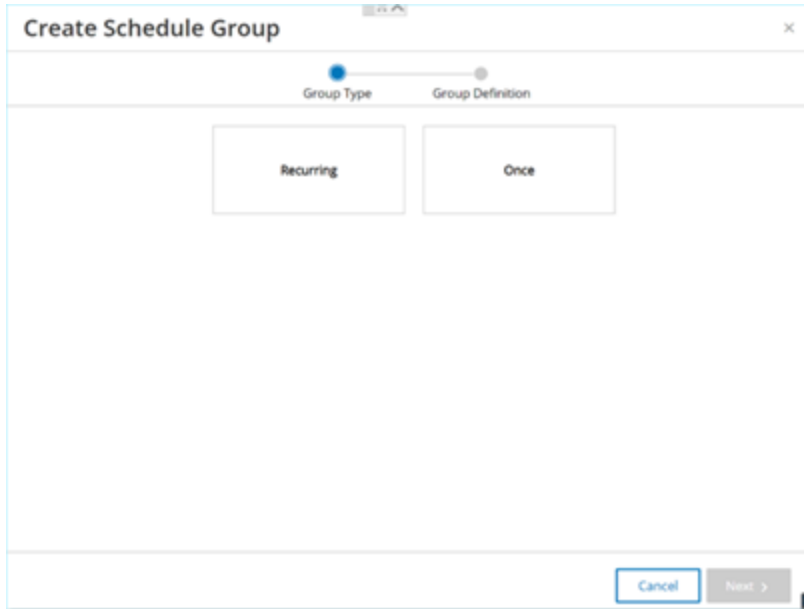 Create Schedule Group
Group Type Group Definition
Recurring Once
Cancel Next